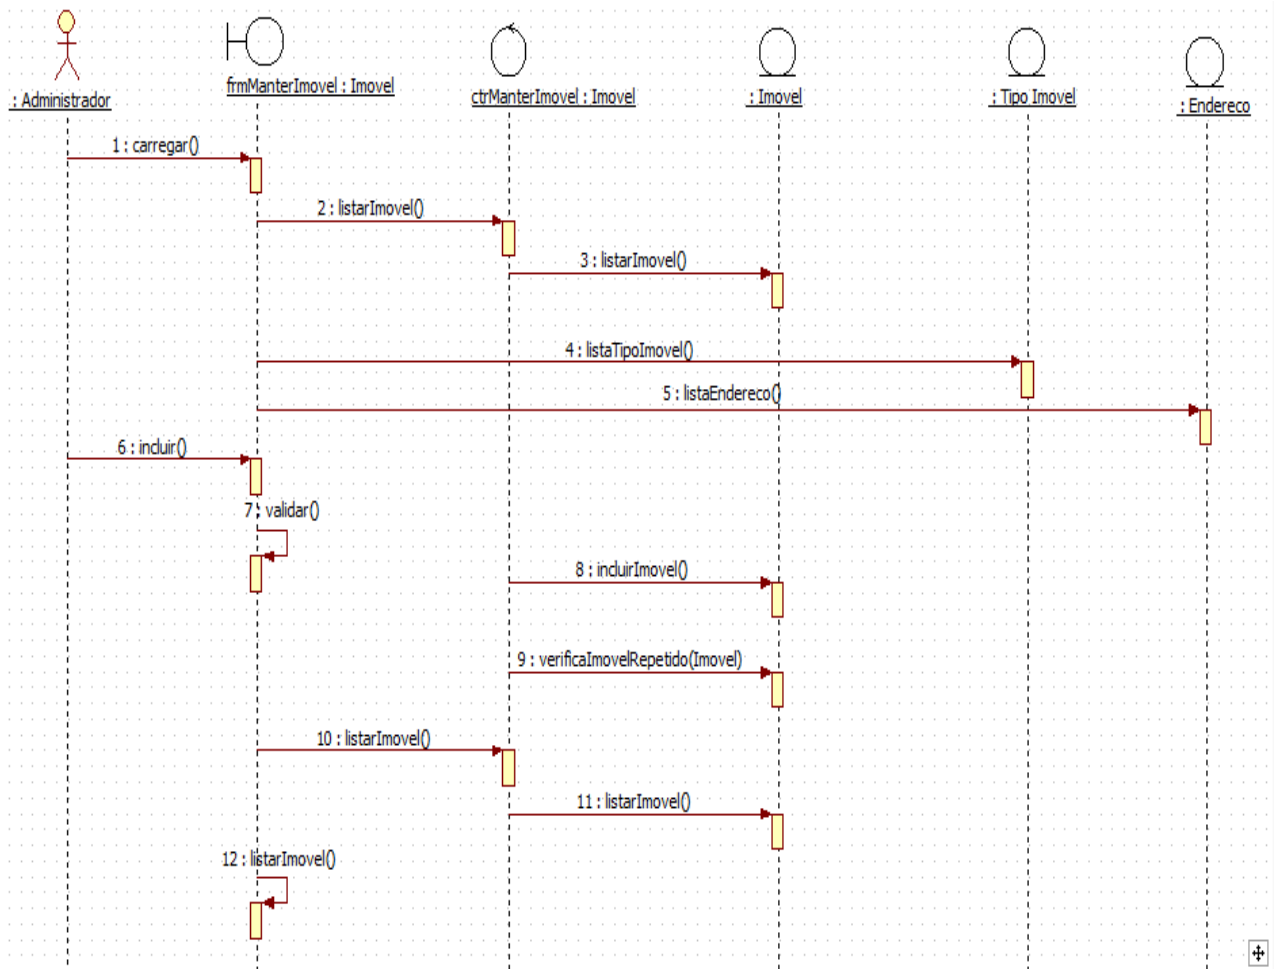 : Administrador
frmManterImovel : Imovel
ctrManterImovel : Imovel
: Imovel
: Tipo Imovel
: Endereco
1 : carregar()
2 : listarImovel()
3 : listarImovel()
4 : listaTipoImovel()
5 : listaEndereco()
6 : incluir()
7 : validar()
8 : incluirImovel()
9 : verificaImovelRepetido(Imovel)
10 : listarImovel()
11 : listarImovel()
12 : listarImovel()